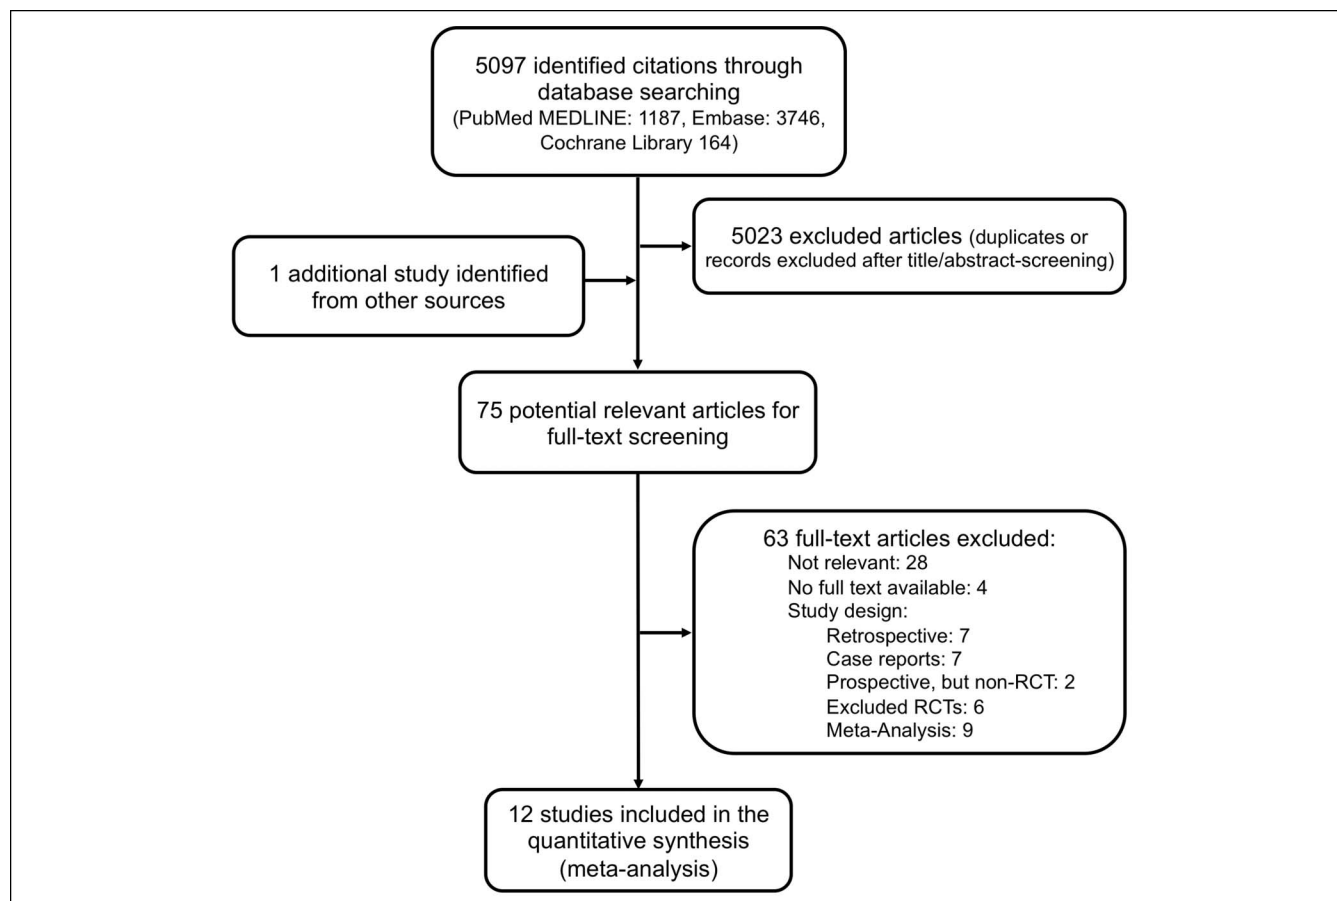 5097 identified citations through
database searching
(PubMed MEDLINE: 1187, Embase: 3746,
Cochrane Library 164)
5023 excluded articles (duplicates or
records excluded after title/abstract-screening)
1 additional study identified
from other sources
75 potential relevant articles for
full-text screening
63 full-text articles excluded:
Not relevant: 28
No full text available: 4
Study design:
Retrospective: 7
Case reports: 7
Prospective, but non-RCT: 2
Excluded RCTs: 6
Meta-Analysis: 9
12 studies included in the
quantitative synthesis
(meta-analysis)